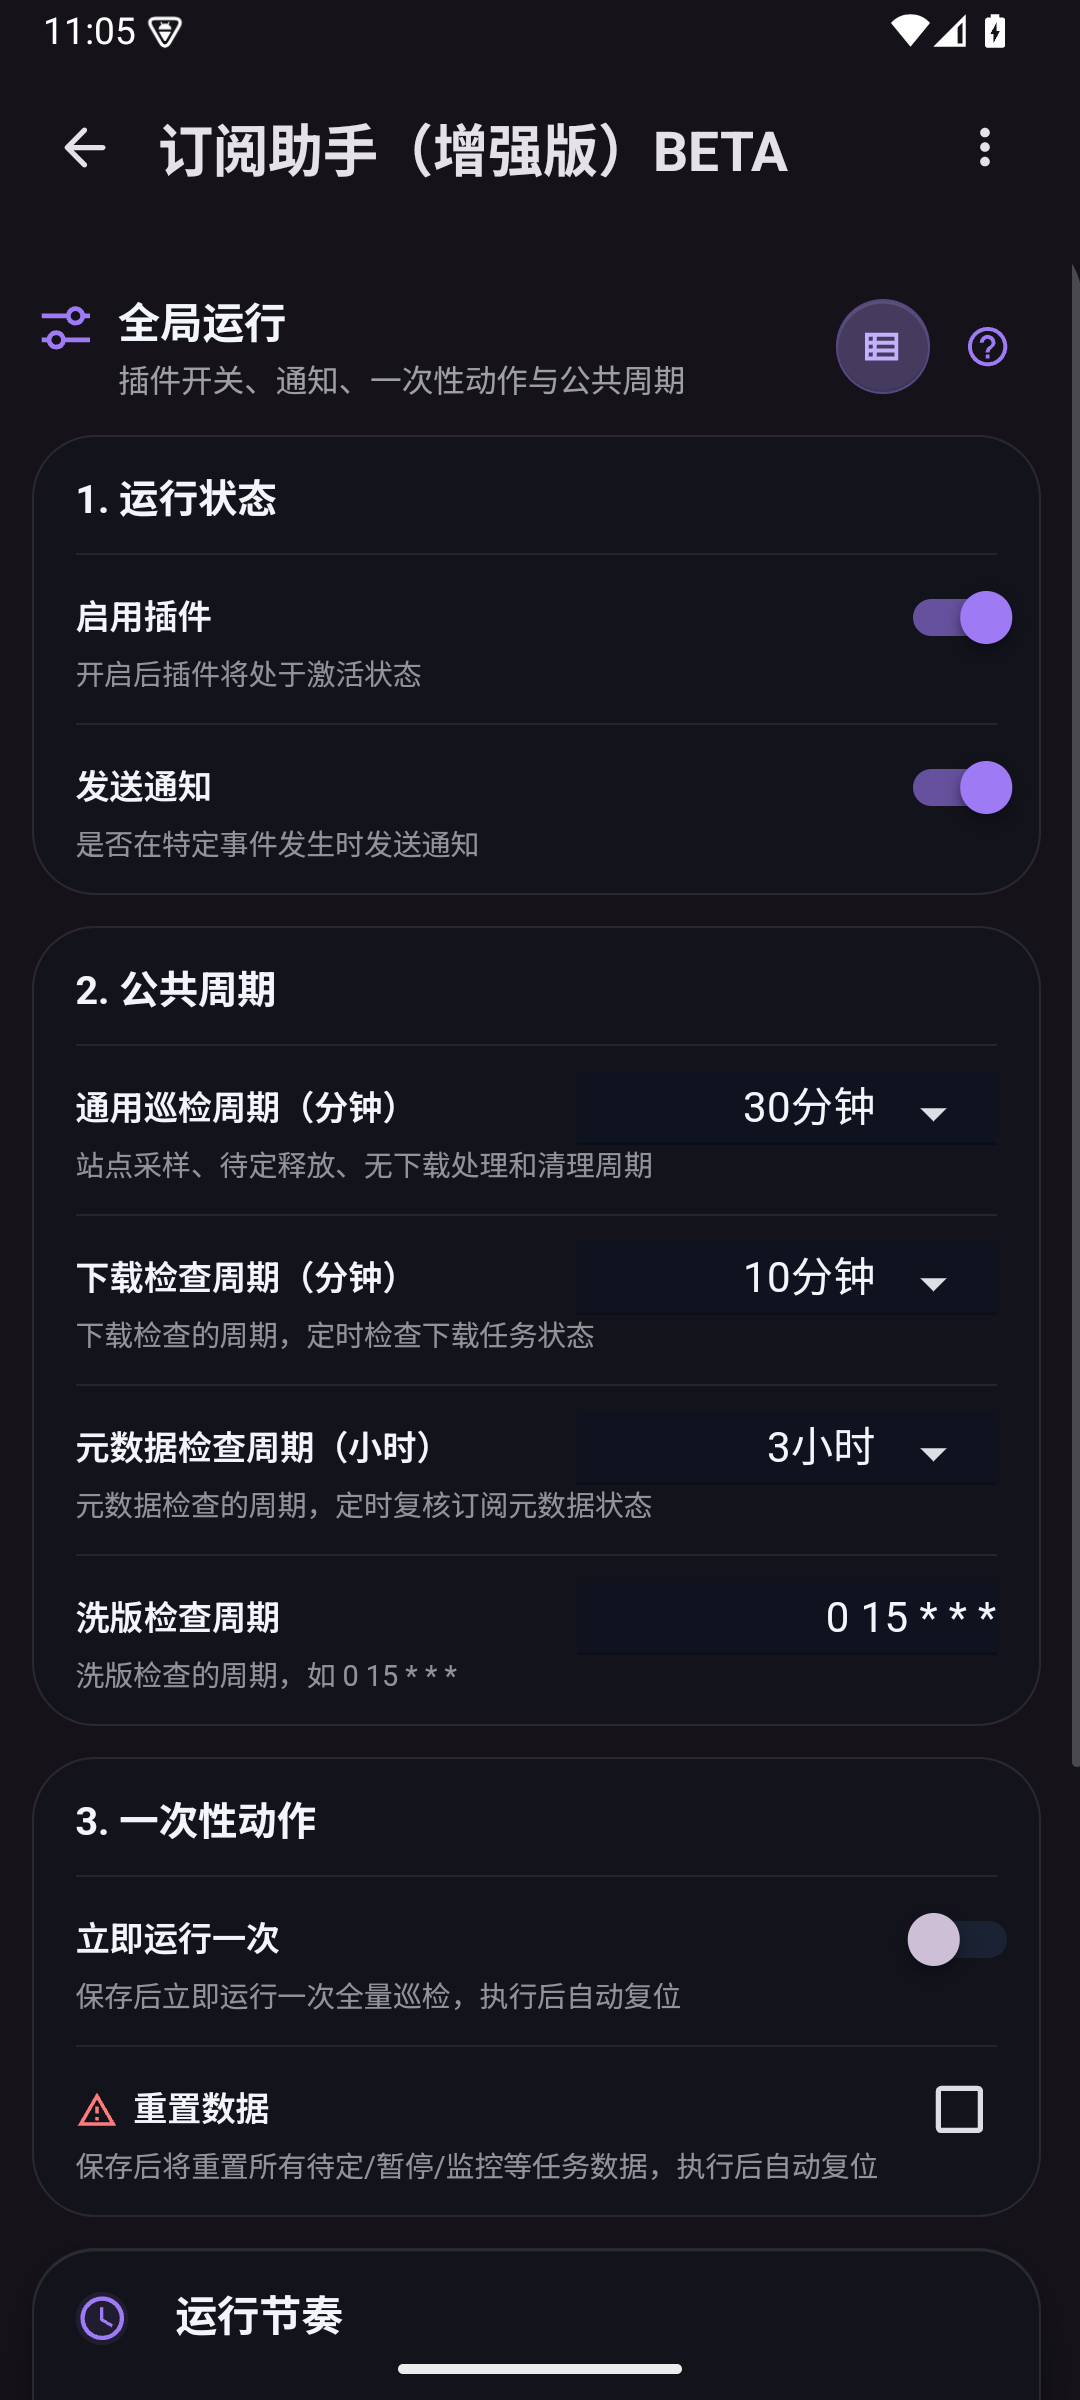 11:05
订阅助手（增强版）BETA
全局运行
插件开关、通知、一次性动作与公共周期
1. 运行状态
启用插件
开启后插件将处于激活状态
发送通知
是否在特定事件发生时发送通知
2. 公共周期
通用巡检周期（分钟）
30分钟
站点采样、待定释放、无下载处理和清理周期
下载检查周期（分钟）
10分钟
下载检查的周期，定时检查下载任务状态
元数据检查周期（小时）
3小时
元数据检查的周期，定时复核订阅元数据状态
洗版检查周期
0 15 * * *
洗版检查的周期，如 0 15 * * *
3. 一次性动作
立即运行一次
保存后立即运行一次全量巡检，执行后自动复位
重置数据
保存后将重置所有待定/暂停/监控等任务数据，执行后自动复位
运行节奏